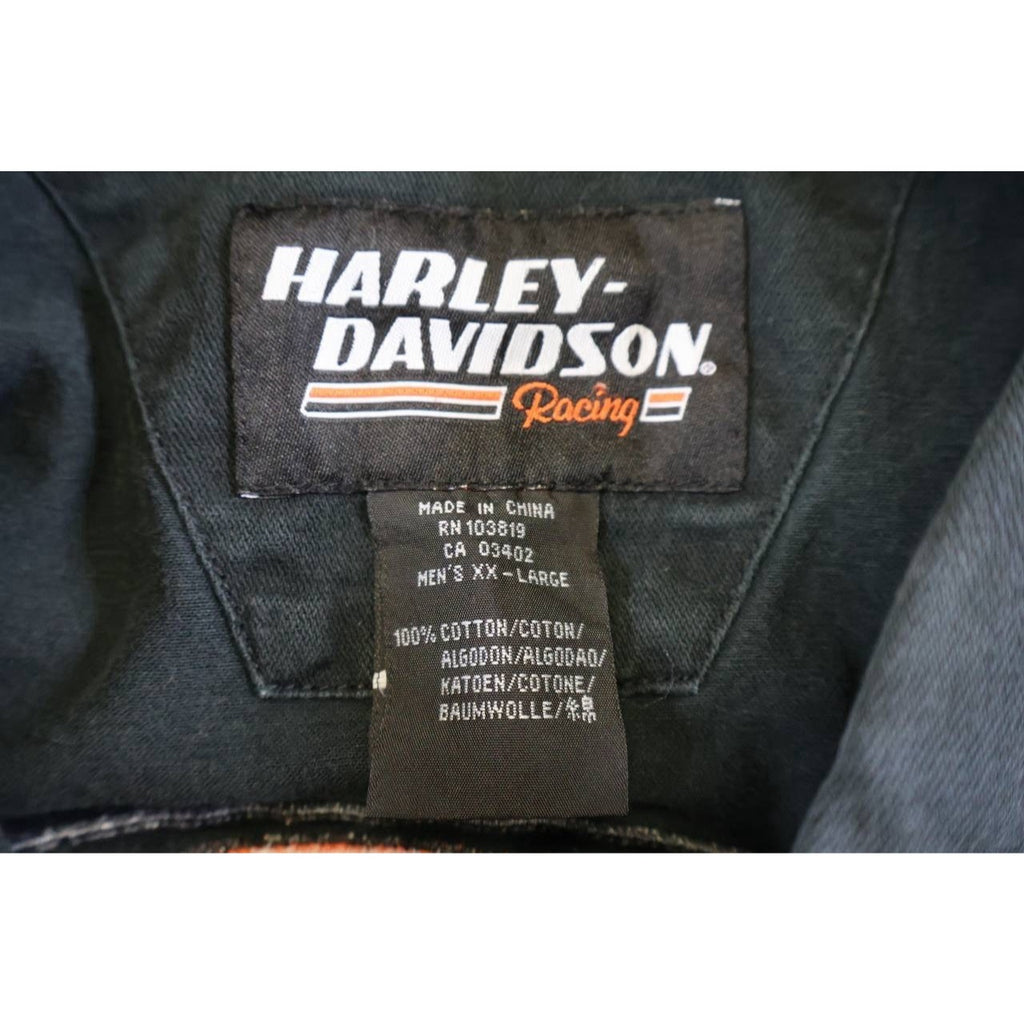 HARLEY-
DAVIDSON®
Racing
MADE IN CHINA
RN 103819
CA 03402
MEN'S XX-LARGE
100% COTTON/COTON/
ALGODON/ALGODAO/
KATOEN/COTONE/
BAUMWOLLE/綿